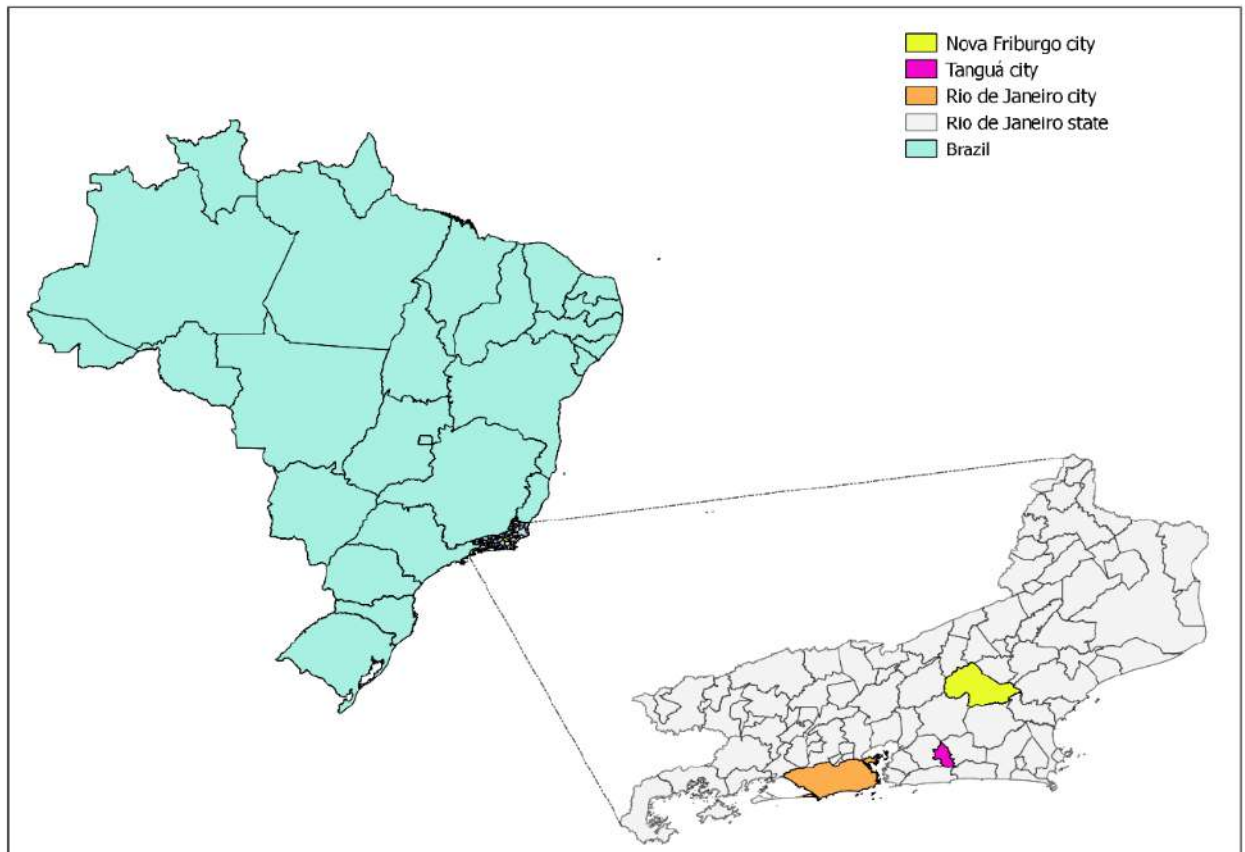 Nova Friburgo city
Tanguá city
Rio de Janeiro city
Rio de Janeiro state
Brazil